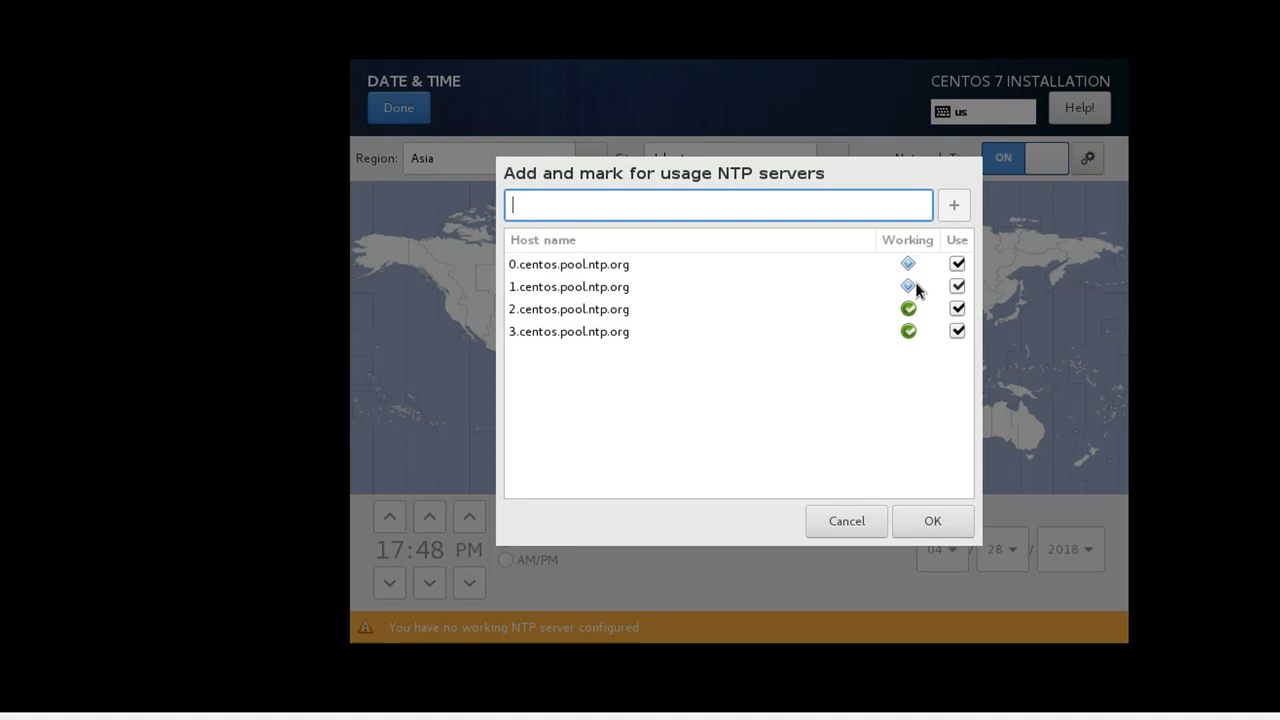 DATE & TIME
CENTOS 7 INSTALLATION
Done
us
Help!
Region:
Asia
ON
Add and mark for usage NTP servers
+
Host name
Working
Use
0.centos.pool.ntp.org
1.centos.pool.ntp.org
2.centos.pool.ntp.org
3.centos.pool.ntp.org
Cancel
OK
17:48 PM
AM/PM
04 / 28 / 2018
You have no working NTP server configured